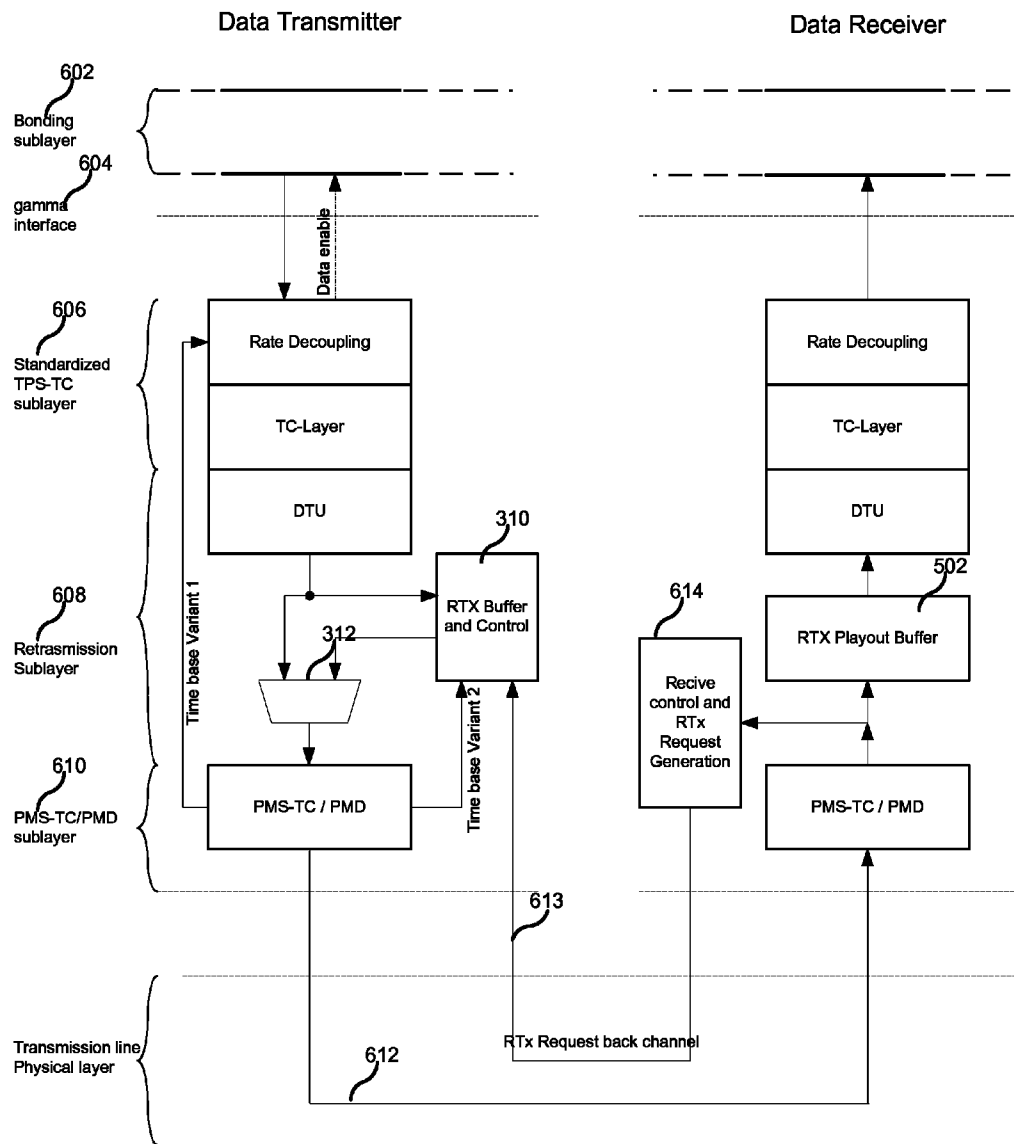 Data Transmitter
Data Receiver
602
Bonding
sublayer
604
gamma
interface
Data enable
606
Standardized
TPS-TC
sublayer
Rate Decoupling
TC-Layer
DTU
Rate Decoupling
TC-Layer
DTU
310
RTX Buffer
and Control
312
Time base Variant 1
Time base Variant 2
608
Retrasmission
Sublayer
614
Recive
control and
RTx
Request
Generation
502
RTX Playout Buffer
610
PMS-TC/PMD
sublayer
PMS-TC / PMD
PMS-TC / PMD
613
Transmission line
Physical layer
RTx Request back channel
612